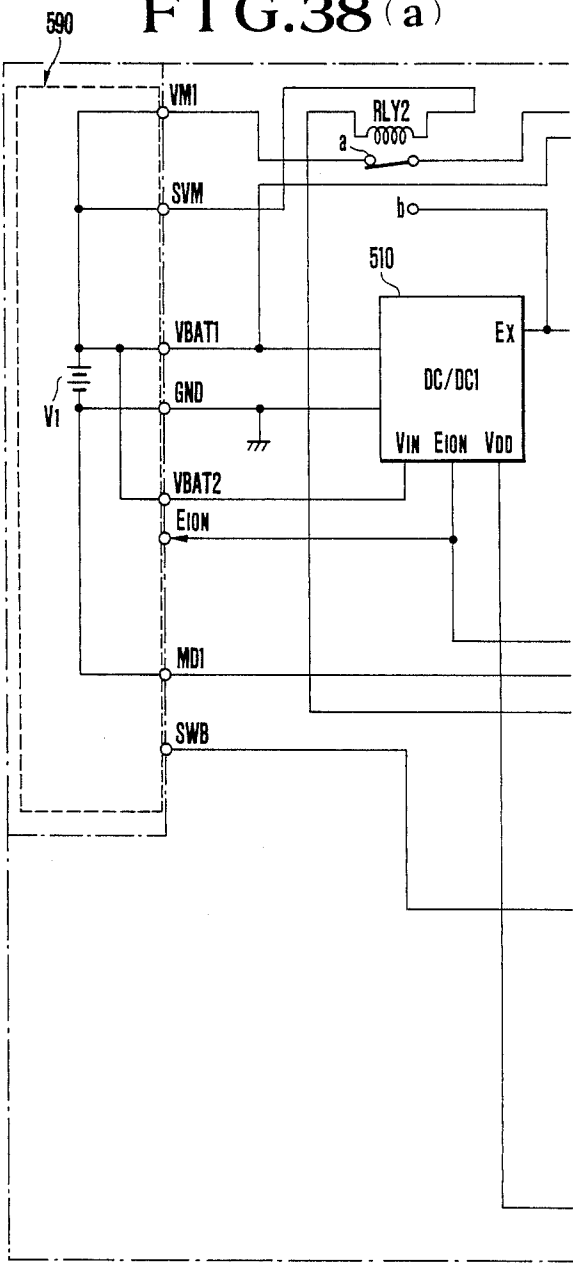 FIG.38(a)
590
VM1
RLY2
a
SVM
b
510
VBAT1
EX
DC/DC1
V1
GND
VIN EION VDD
VBAT2
EION
MD1
SWB